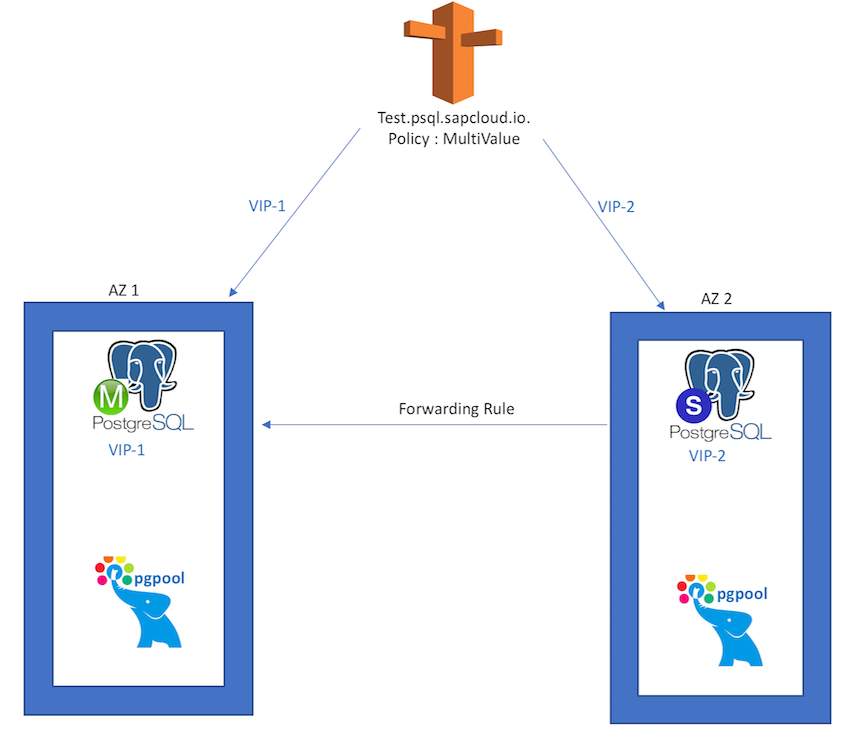 Test.psql.sapcloud.io.
Policy : MultiValue
VIP-1
VIP-2
AZ 1
AZ 2
M
PostgreSQL
VIP-1
Forwarding Rule
S
PostgreSQL
VIP-2
pgpool
pgpool